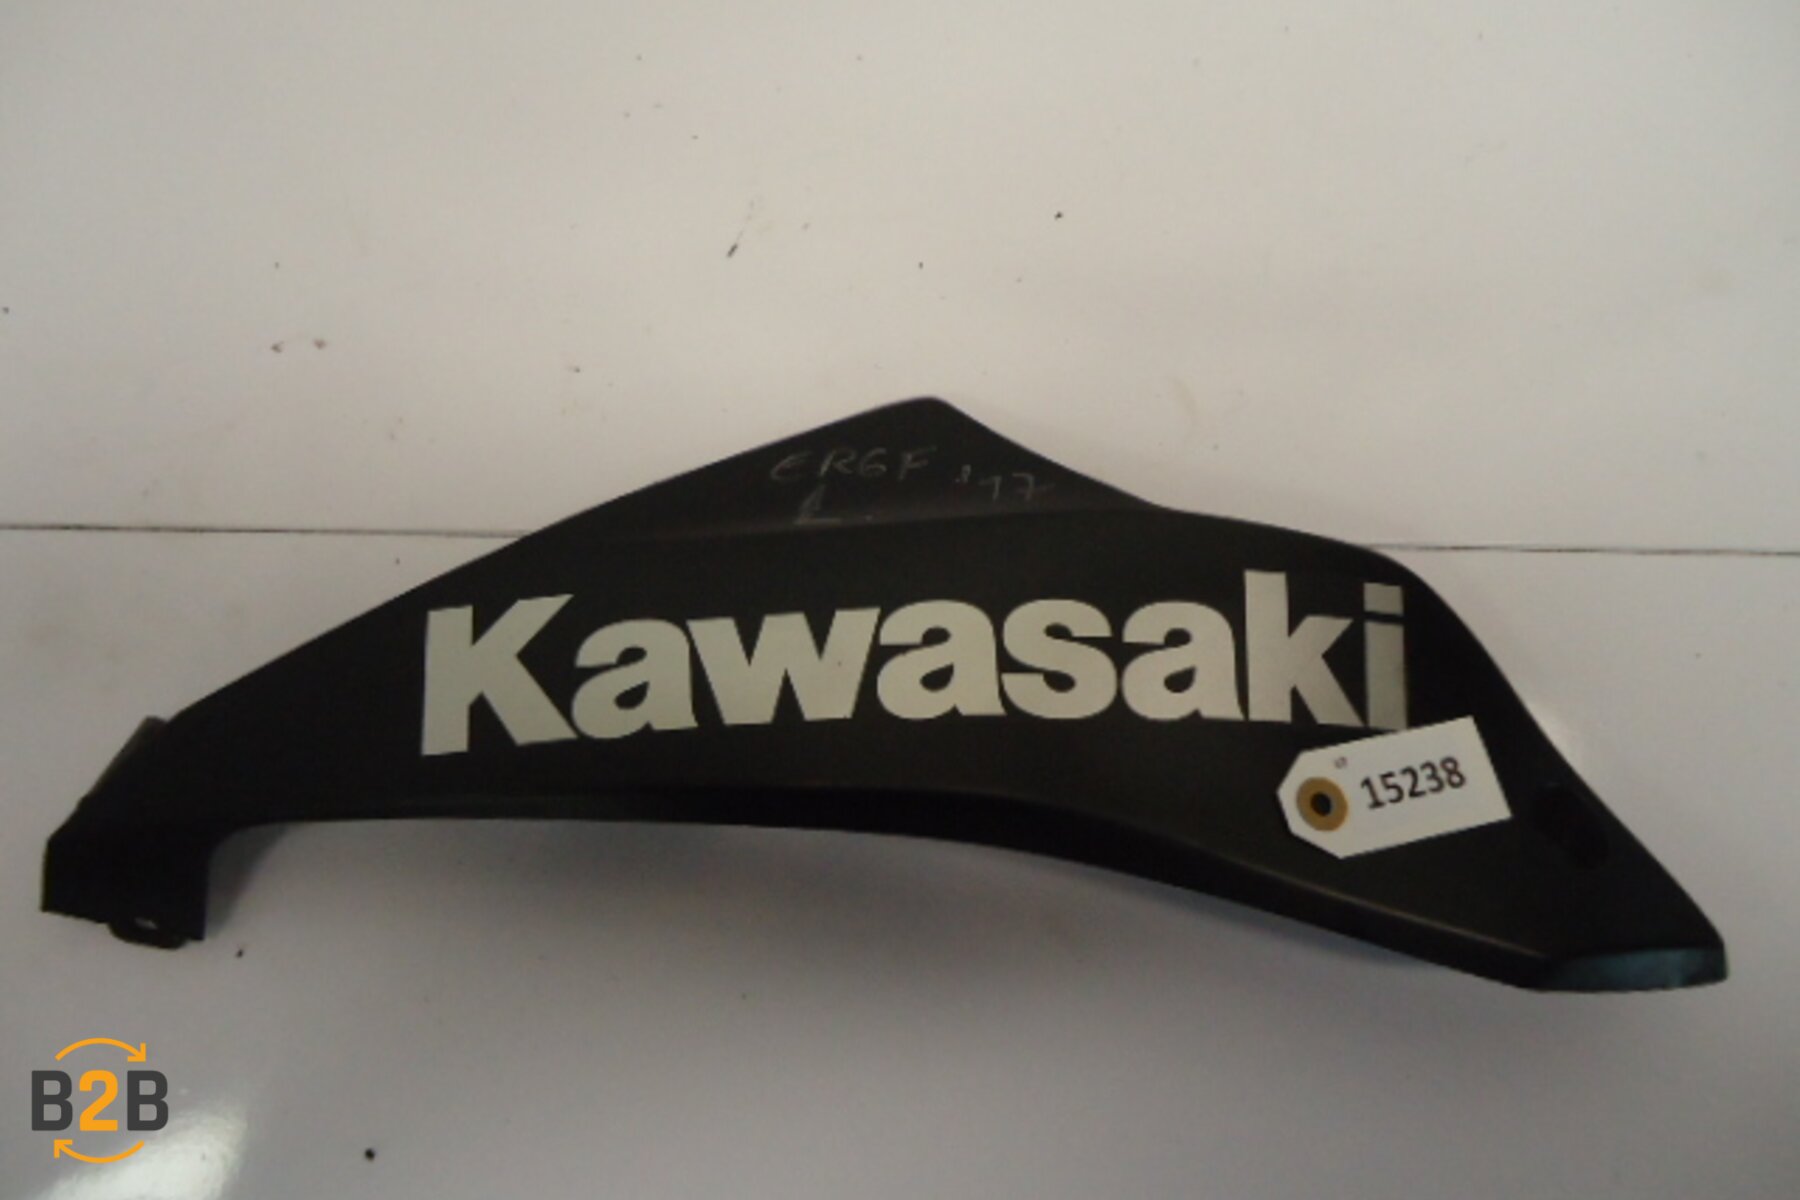 ER6F '17
L.
Kawasaki
15238
B2B